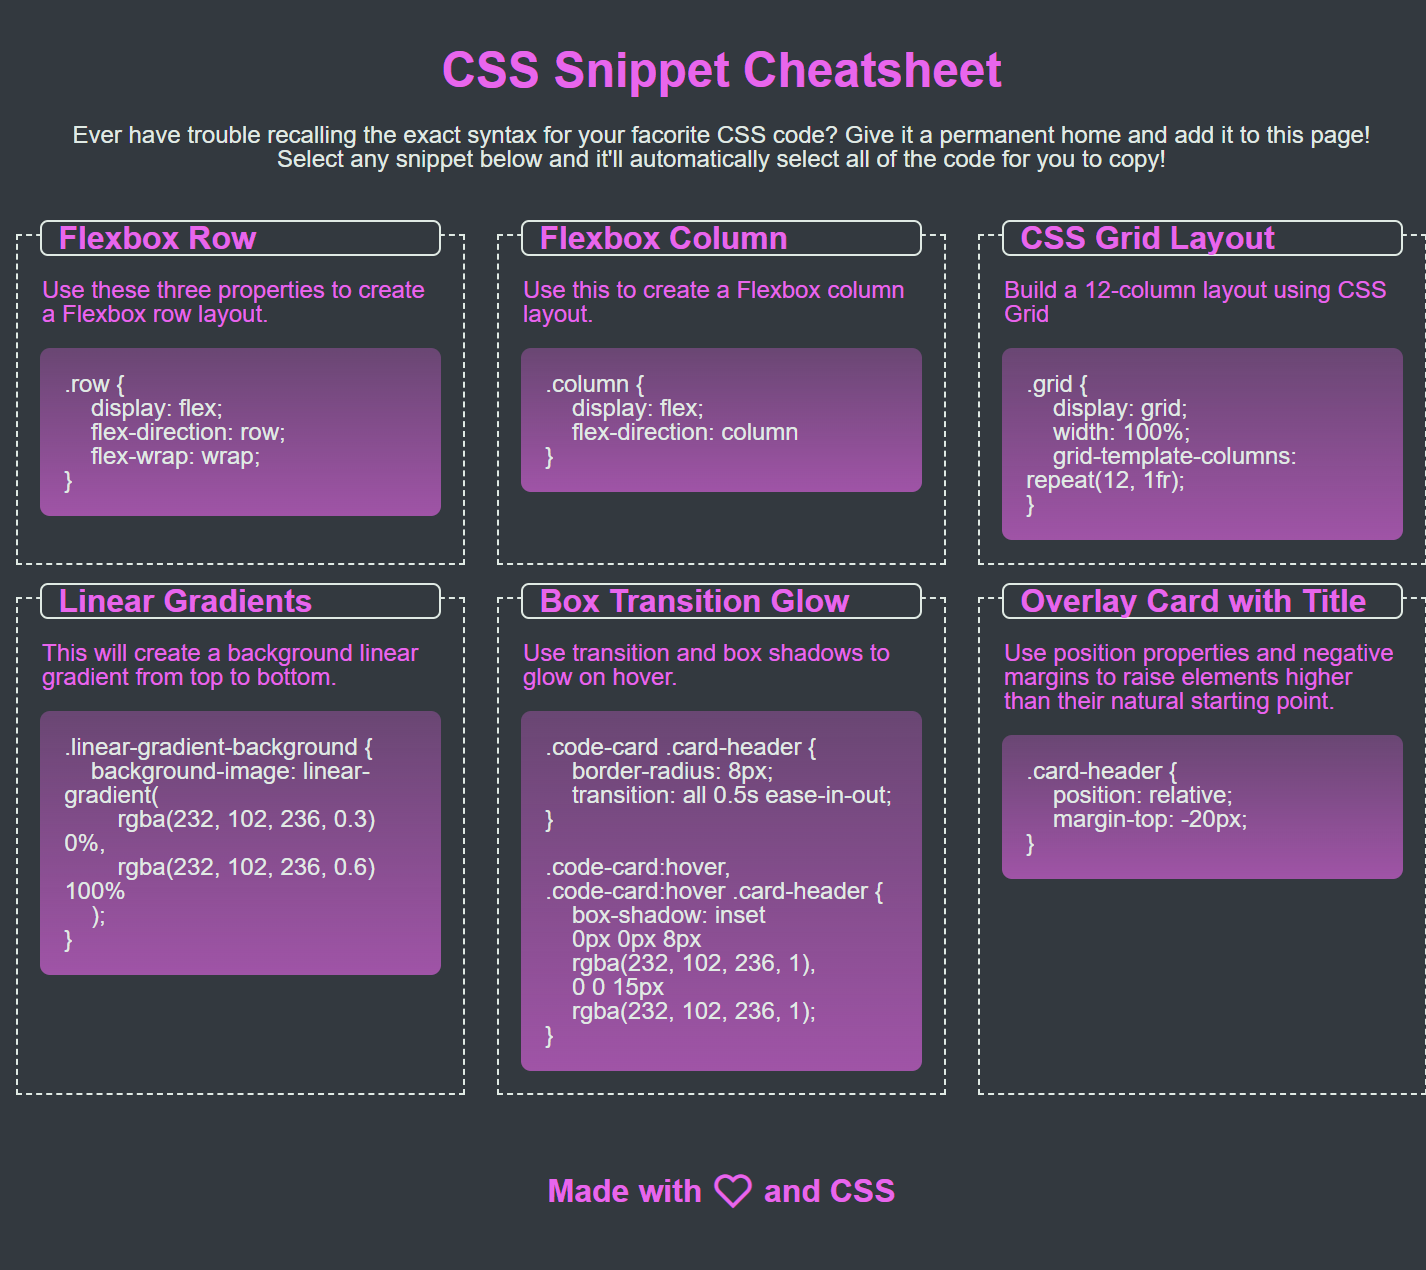 CSS Snippet Cheatsheet
Ever have trouble recalling the exact syntax for your facorite CSS code? Give it a permanent home and add it to this page!
Select any snippet below and it'll automatically select all of the code for you to copy!
Flexbox Row
Use these three properties to create
a Flexbox row layout.
.row {
    display: flex;
    flex-direction: row;
    flex-wrap: wrap;
}
Flexbox Column
Use this to create a Flexbox column
layout.
.column {
    display: flex;
    flex-direction: column
}
CSS Grid Layout
Build a 12-column layout using CSS
Grid
.grid {
    display: grid;
    width: 100%;
    grid-template-columns:
repeat(12, 1fr);
}
Linear Gradients
This will create a background linear
gradient from top to bottom.
.linear-gradient-background {
    background-image: linear-
gradient(
        rgba(232, 102, 236, 0.3)
0%,
        rgba(232, 102, 236, 0.6)
100%
    );
}
Box Transition Glow
Use transition and box shadows to
glow on hover.
.code-card .card-header {
    border-radius: 8px;
    transition: all 0.5s ease-in-out;
}
.code-card:hover,
.code-card:hover .card-header {
    box-shadow: inset
    0px 0px 8px
    rgba(232, 102, 236, 1),
    0 0 15px
    rgba(232, 102, 236, 1);
}
Overlay Card with Title
Use position properties and negative
margins to raise elements higher
than their natural starting point.
.card-header {
    position: relative;
    margin-top: -20px;
}
Made with and CSS